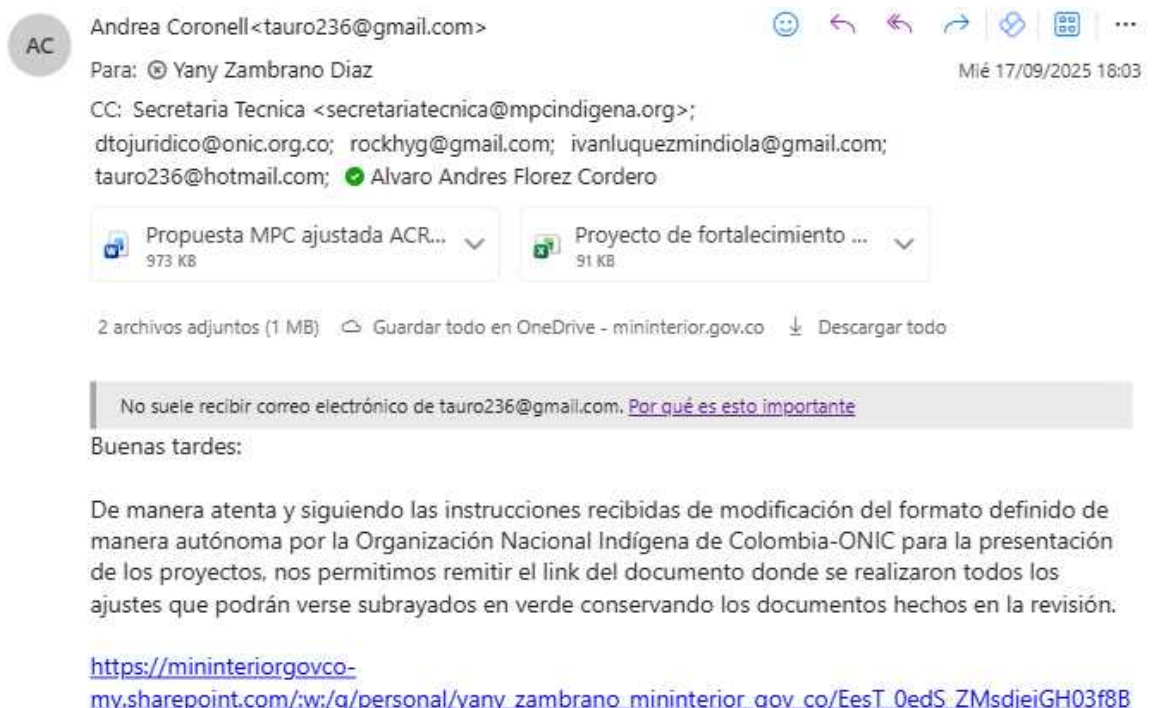 AC
Andrea Coronell<tauro236@gmail.com>
Para: Yany Zambrano Diaz
Mié 17/09/2025 18:03
CC: Secretaria Tecnica <secretariatecnica@mpcindigena.org>;
dtojuridico@onic.org.co; rockhyg@gmail.com; ivanluquezmindiola@gmail.com;
tauro236@hotmail.com; Alvaro Andres Florez Cordero
Propuesta MPC ajustada ACR...
973 KB
Proyecto de fortalecimiento ...
91 KB
2 archivos adjuntos (1 MB) Guardar todo en OneDrive - mininterior.gov.co Descargar todo
No suele recibir correo electrónico de tauro236@gmail.com. Por qué es esto importante
Buenas tardes:
De manera atenta y siguiendo las instrucciones recibidas de modificación del formato definido de
manera autónoma por la Organización Nacional Indígena de Colombia-ONIC para la presentación
de los proyectos, nos permitimos remitir el link del documento donde se realizaron todos los
ajustes que podrán verse subrayados en verde conservando los documentos hechos en la revisión.
https://mininteriorgovco-
my.sharepoint.com/:w:/g/personal/yany_zambrano_mininterior_gov_co/EesT_0edS_ZMsdjejGH03f8B